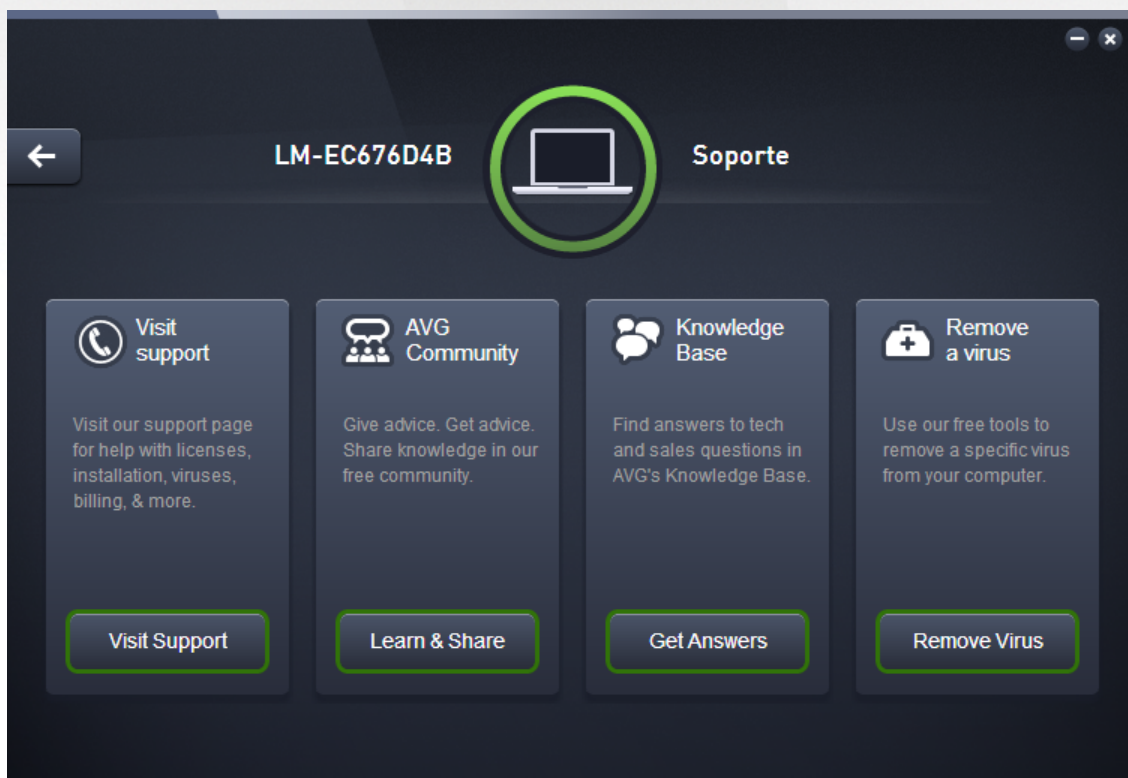 LM-EC676D4B
Soporte
Visit
support
Visit our support page
for help with licenses,
installation, viruses,
billing, & more.
Visit Support
AVG
Community
Give advice. Get advice.
Share knowledge in our
free community.
Learn & Share
Knowledge
Base
Find answers to tech
and sales questions in
AVG's Knowledge Base.
Get Answers
Remove
a virus
Use our free tools to
remove a specific virus
from your computer.
Remove Virus